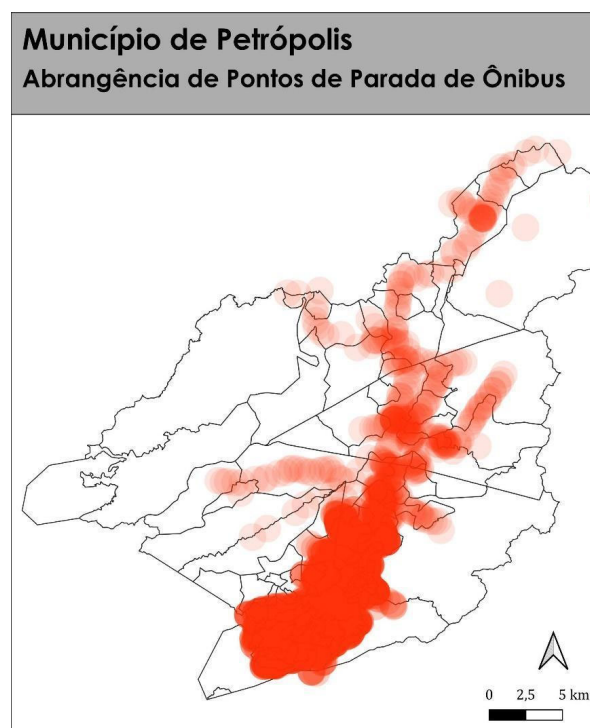 Município de Petrópolis
Abrangência de Pontos de Parada de Ônibus
0 2,5 5 km